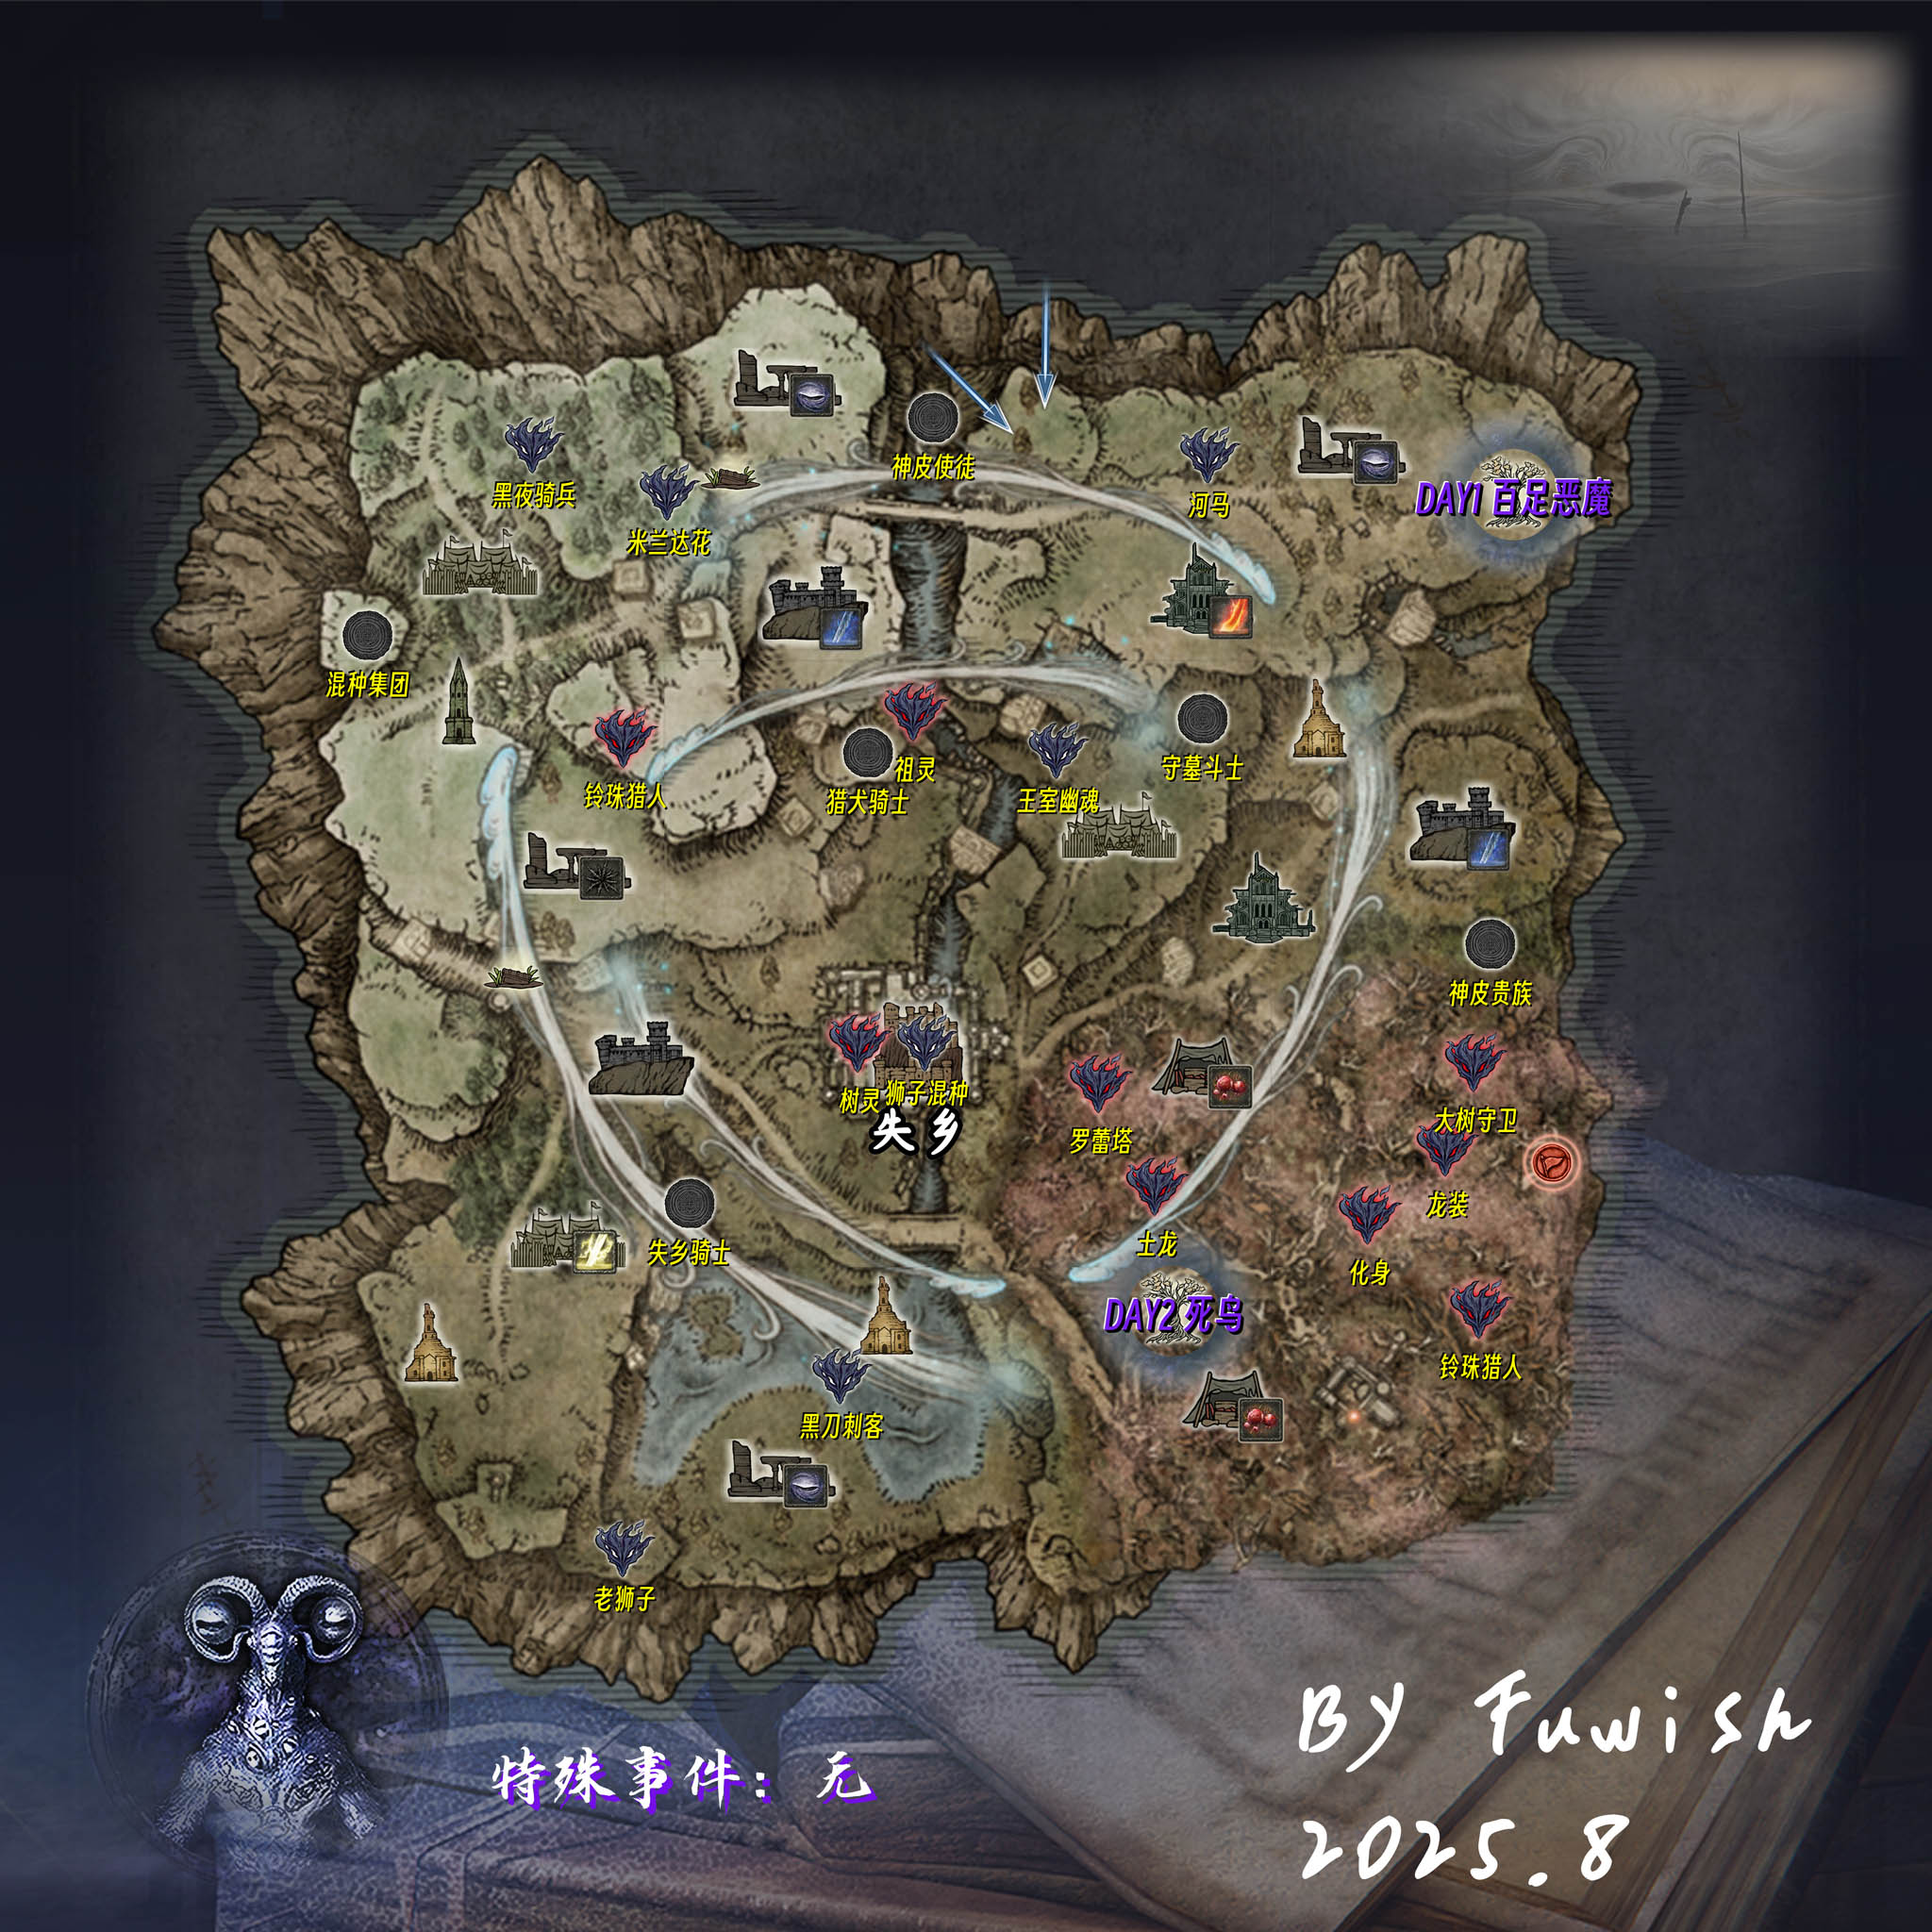 神皮使徒
河马
黑夜骑兵
DAY1 百足恶魔
米兰达花
混种集团
祖灵
守墓斗士
铃珠猎人
猎犬骑士
王室幽魂
神皮贵族
树灵
狮子混种
失乡
大树守卫
罗蕾塔
龙装
土龙
失乡骑士
化身
DAY2 死鸟
铃珠猎人
黑刀刺客
老狮子
特殊事件：无
By Fuwish
2025.8